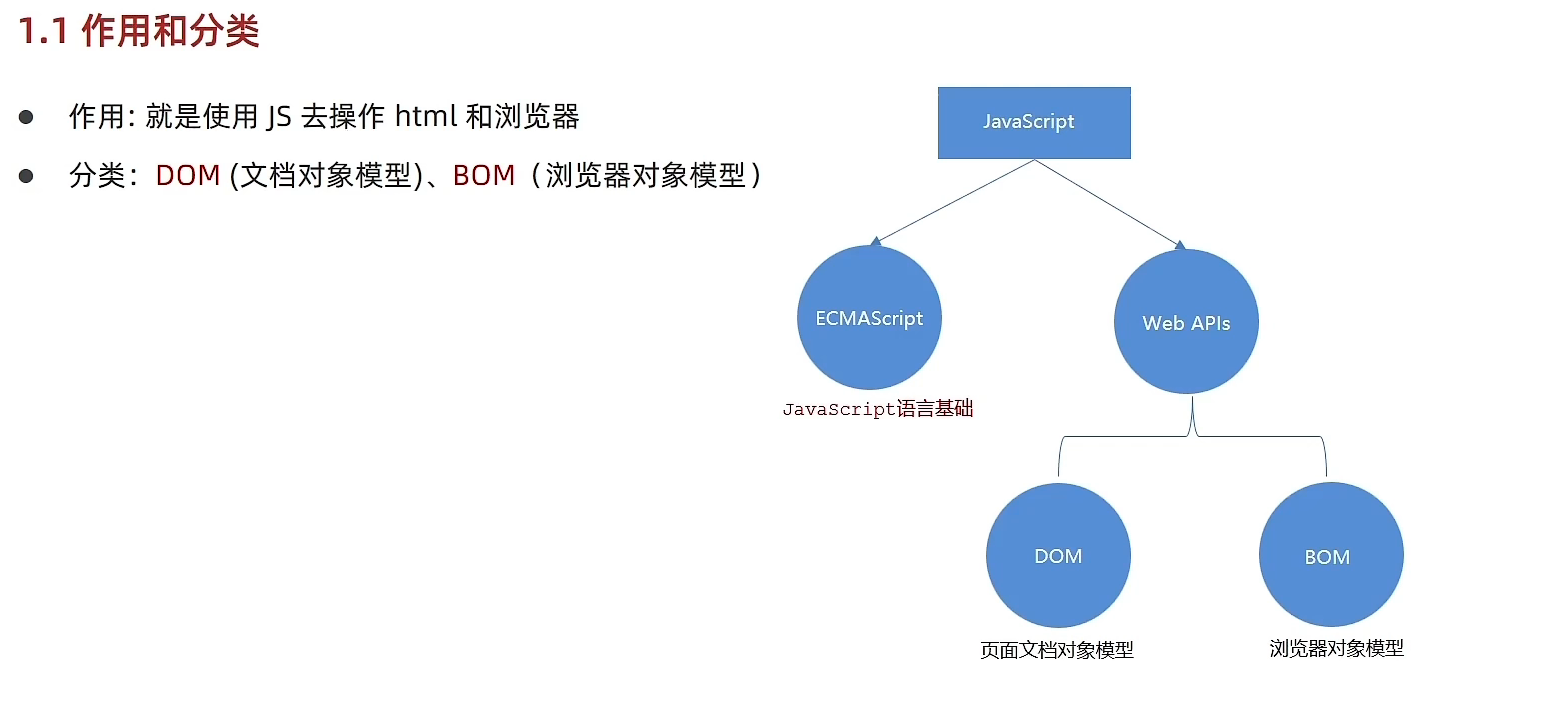 1.1 作用和分类
作用: 就是使用 JS 去操作 html 和浏览器
分类：DOM (文档对象模型)、BOM（浏览器对象模型）
JavaScript
ECMAScript
Web APIs
JavaScript语言基础
DOM
BOM
页面文档对象模型
浏览器对象模型